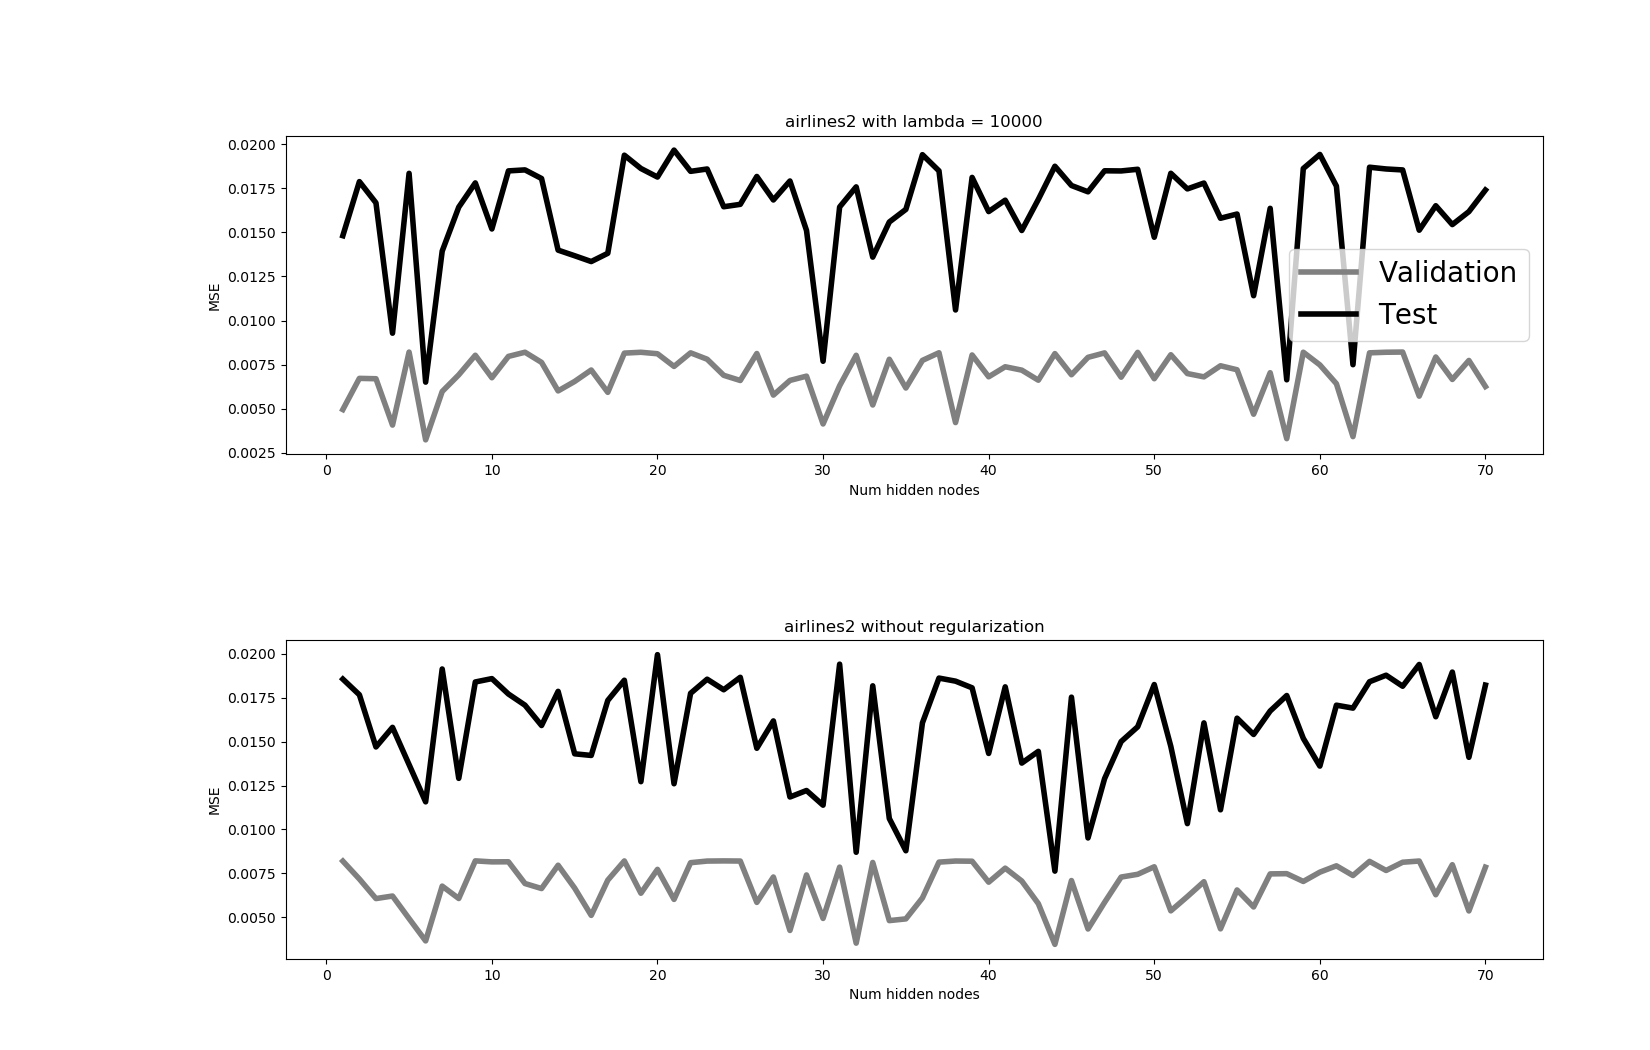 airlines2 with lambda = 10000
0.0200
0.0175
0.0150
0.0125
0.0100
0.0075
0.0050
0.0025
MSE
Validation
Test
0 10 20 30 40 50 60 70
Num hidden nodes
airlines2 without regularization
0.0200
0.0175
0.0150
0.0125
0.0100
0.0075
0.0050
MSE
0 10 20 30 40 50 60 70
Num hidden nodes